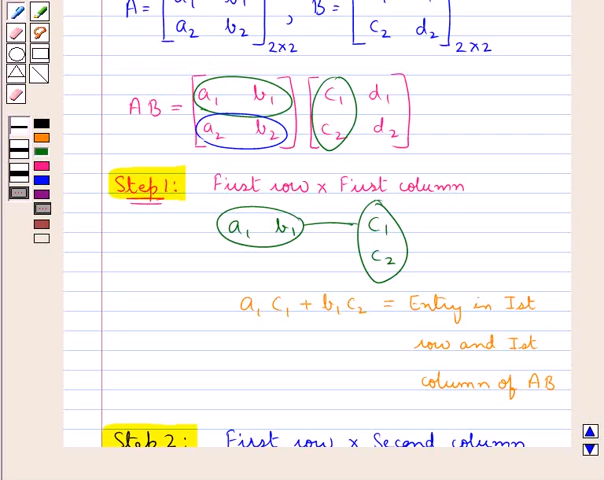 A = [a₁ b₁ , B = [
a₂ b₂]₂ₓ₂ c₂ d₂]₂ₓ₂
AB = [a₁ b₁ [c₁ d₁
a₂ b₂] c₂ d₂]
Step 1: First row x First column
a₁ b₁ c₁
c₂
a₁ c₁ + b₁ c₂ = Entry in Ist
row and Ist
column of AB
Step 2: First row x Second column